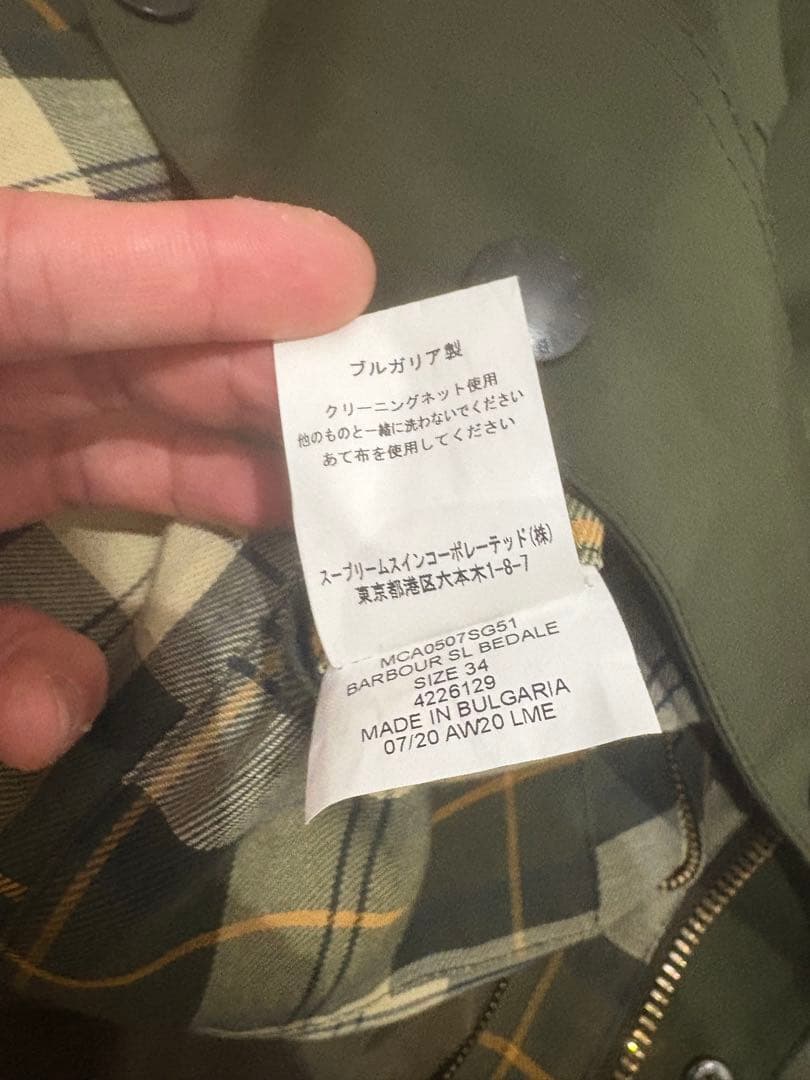 ブルガリア製
クリーニングネット使用
他のものと一緒に洗わないでください
あて布を使用してください
スープリームスインコーポレーテッド(株)
東京都港区六本木1-8-7
MCA0507SG51
BARBOUR SL BEDALE
SIZE 34
4226129
MADE IN BULGARIA
07/20 AW20 LME